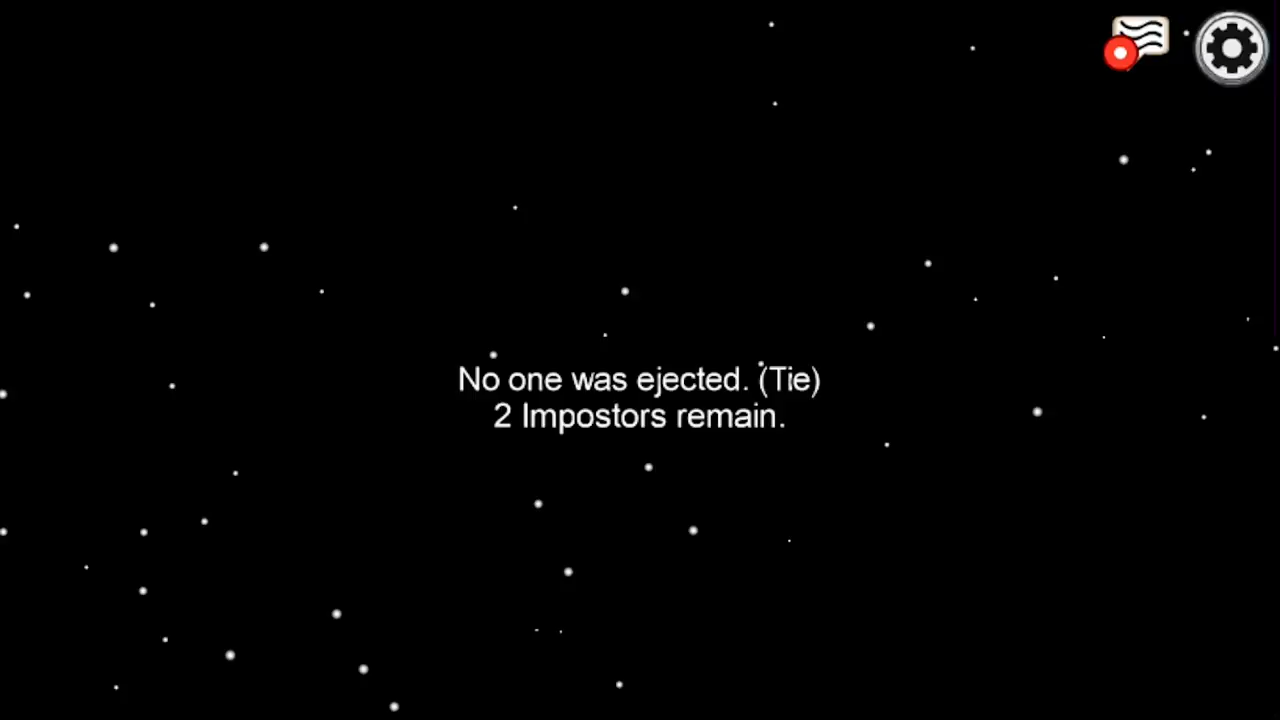 No one was ejected. (Tie)
2 Impostors remain.